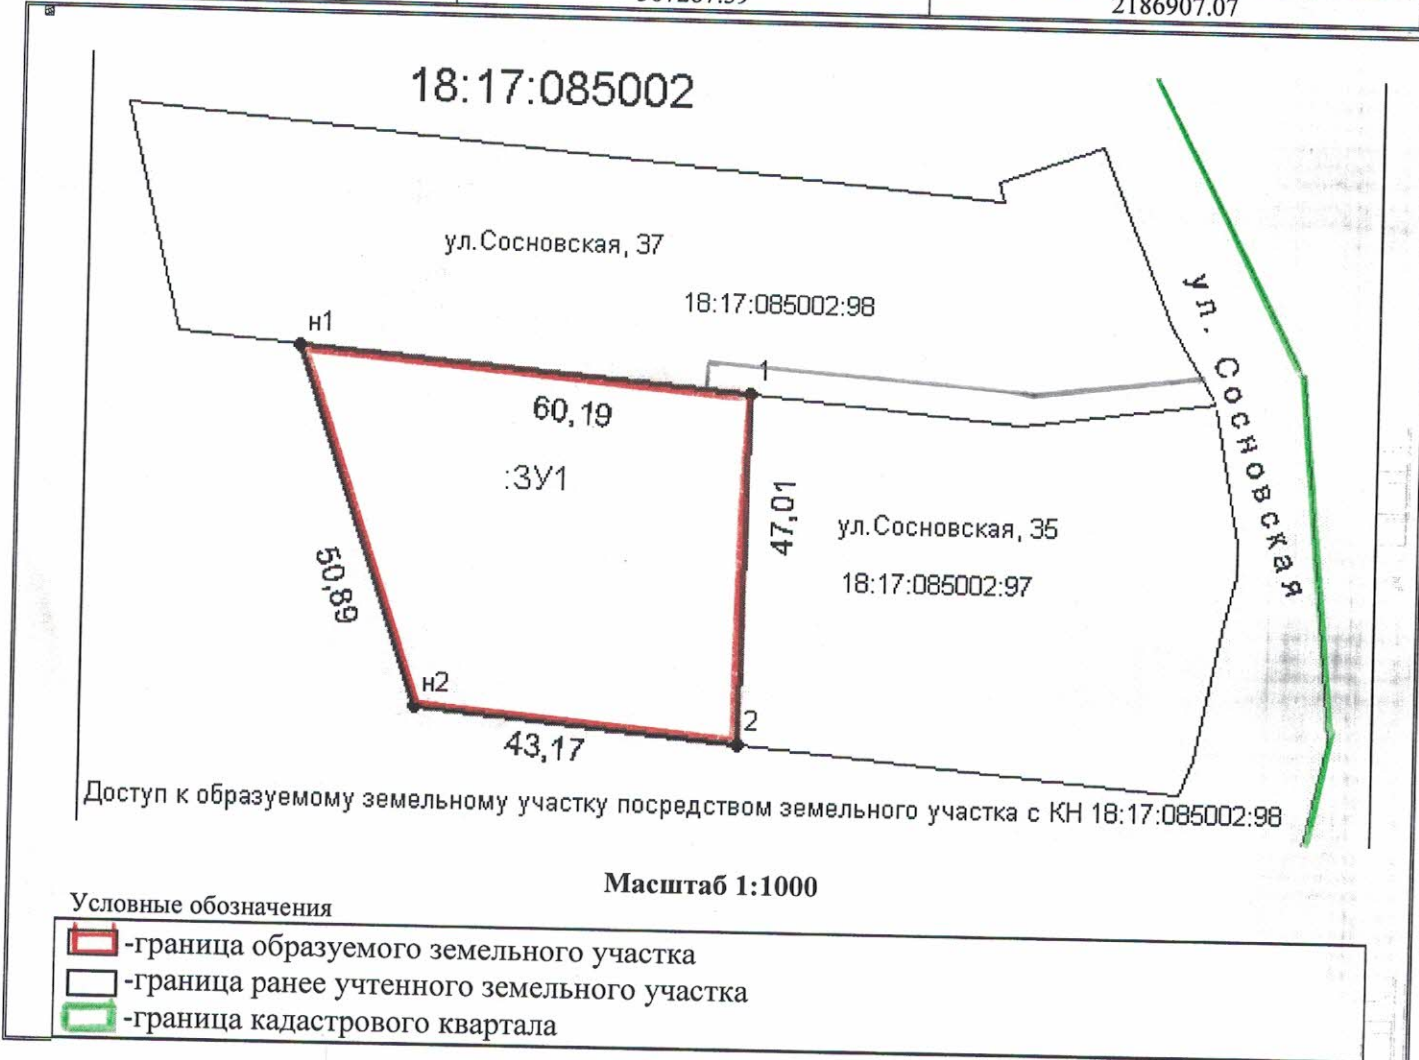 2186907.07
18:17:085002
ул.Сосновская, 37
18:17:085002:98
н1
1
60,19
:ЗУ1
47,01
50,89
ул.Сосновская, 35
18:17:085002:97
ул. Сосновская
н2
2
43,17
Доступ к образуемому земельному участку посредством земельного участка с КН 18:17:085002:98
Масштаб 1:1000
Условные обозначения
-граница образуемого земельного участка
-граница ранее учтенного земельного участка
-граница кадастрового квартала